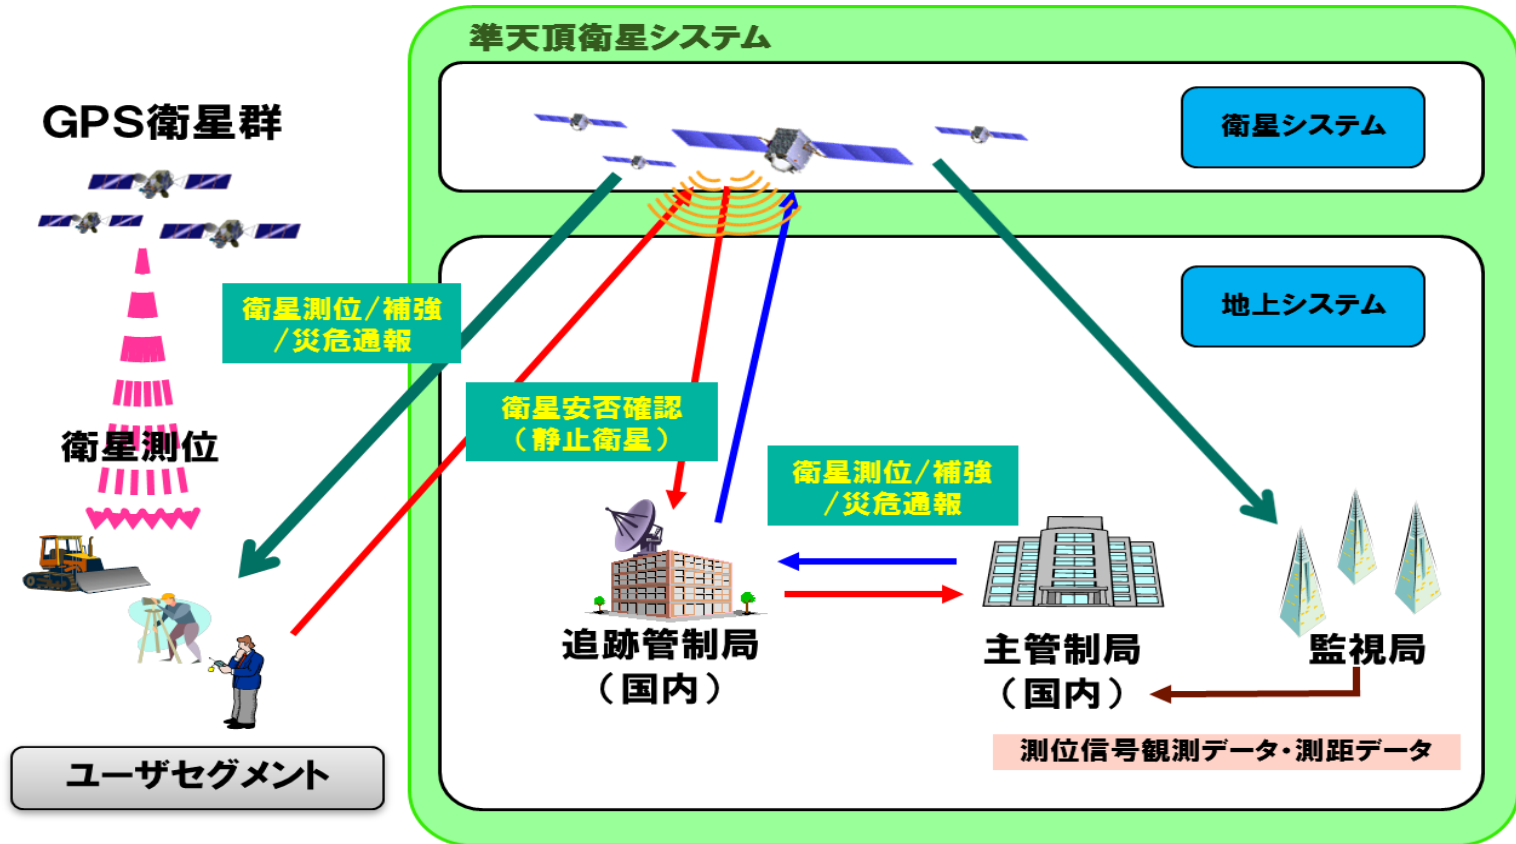 準天頂衛星システム
GPS衛星群
衛星システム
地上システム
衛星測位/補強
/災危通報
衛星安否確認
（静止衛星）
衛星測位
衛星測位/補強
/災危通報
追跡管制局
（国内）
主管制局
（国内）
監視局
測位信号観測データ・測距データ
ユーザセグメント